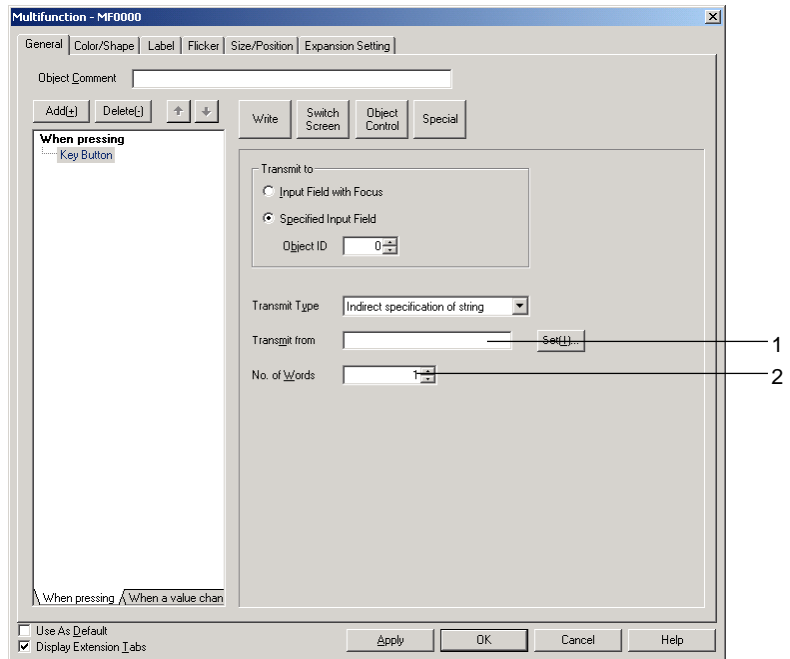 Multifunction - MF0000
General Color/Shape Label Flicker Size/Position Expansion Setting
Object Comment
Add(+) Delete(-)
Write Switch Screen Object Control Special
When pressing
Key Button
Transmit to
Input Field with Focus
Specified Input Field
Object ID 0
Transmit Type Indirect specification of string
Transmit from Set(I)... 1
No. of Words 1 2
When pressing When a value chan
Use As Default
Display Extension Tabs
Apply OK Cancel Help